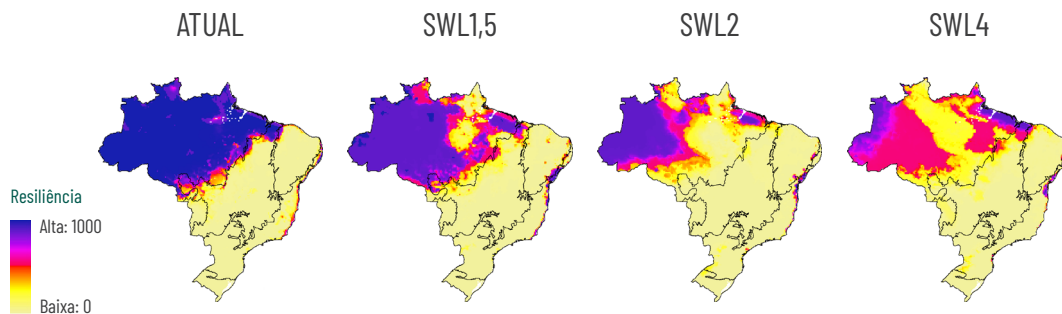 ATUAL
SWL1,5
SWL2
SWL4
Resiliência
Alta: 1000
Baixa: 0